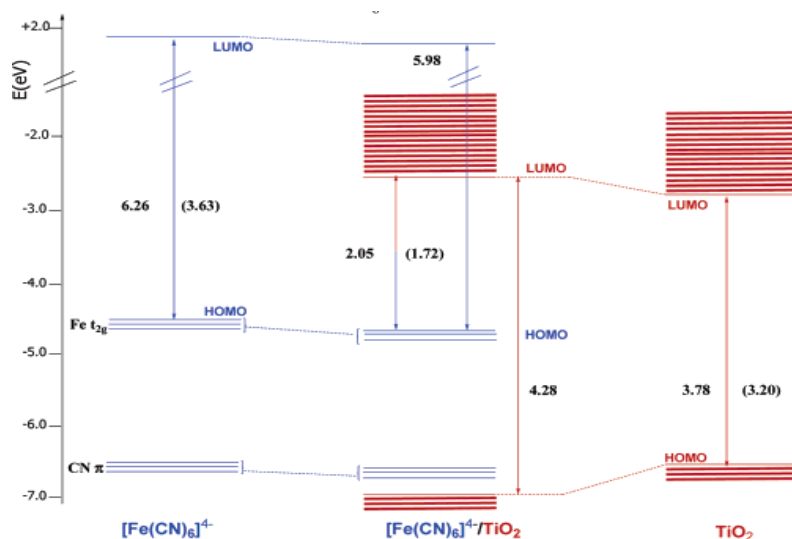 +2.0
E(eV)
LUMO
5.98
-2.0
LUMO
-3.0
6.26 (3.63)
LUMO
2.05 (1.72)
-4.0
HOMO
Fe t2g
HOMO
-5.0
4.28
3.78 (3.20)
-6.0
HOMO
CN π
-7.0
[Fe(CN)6]4- [Fe(CN)6]4-/TiO2 TiO2